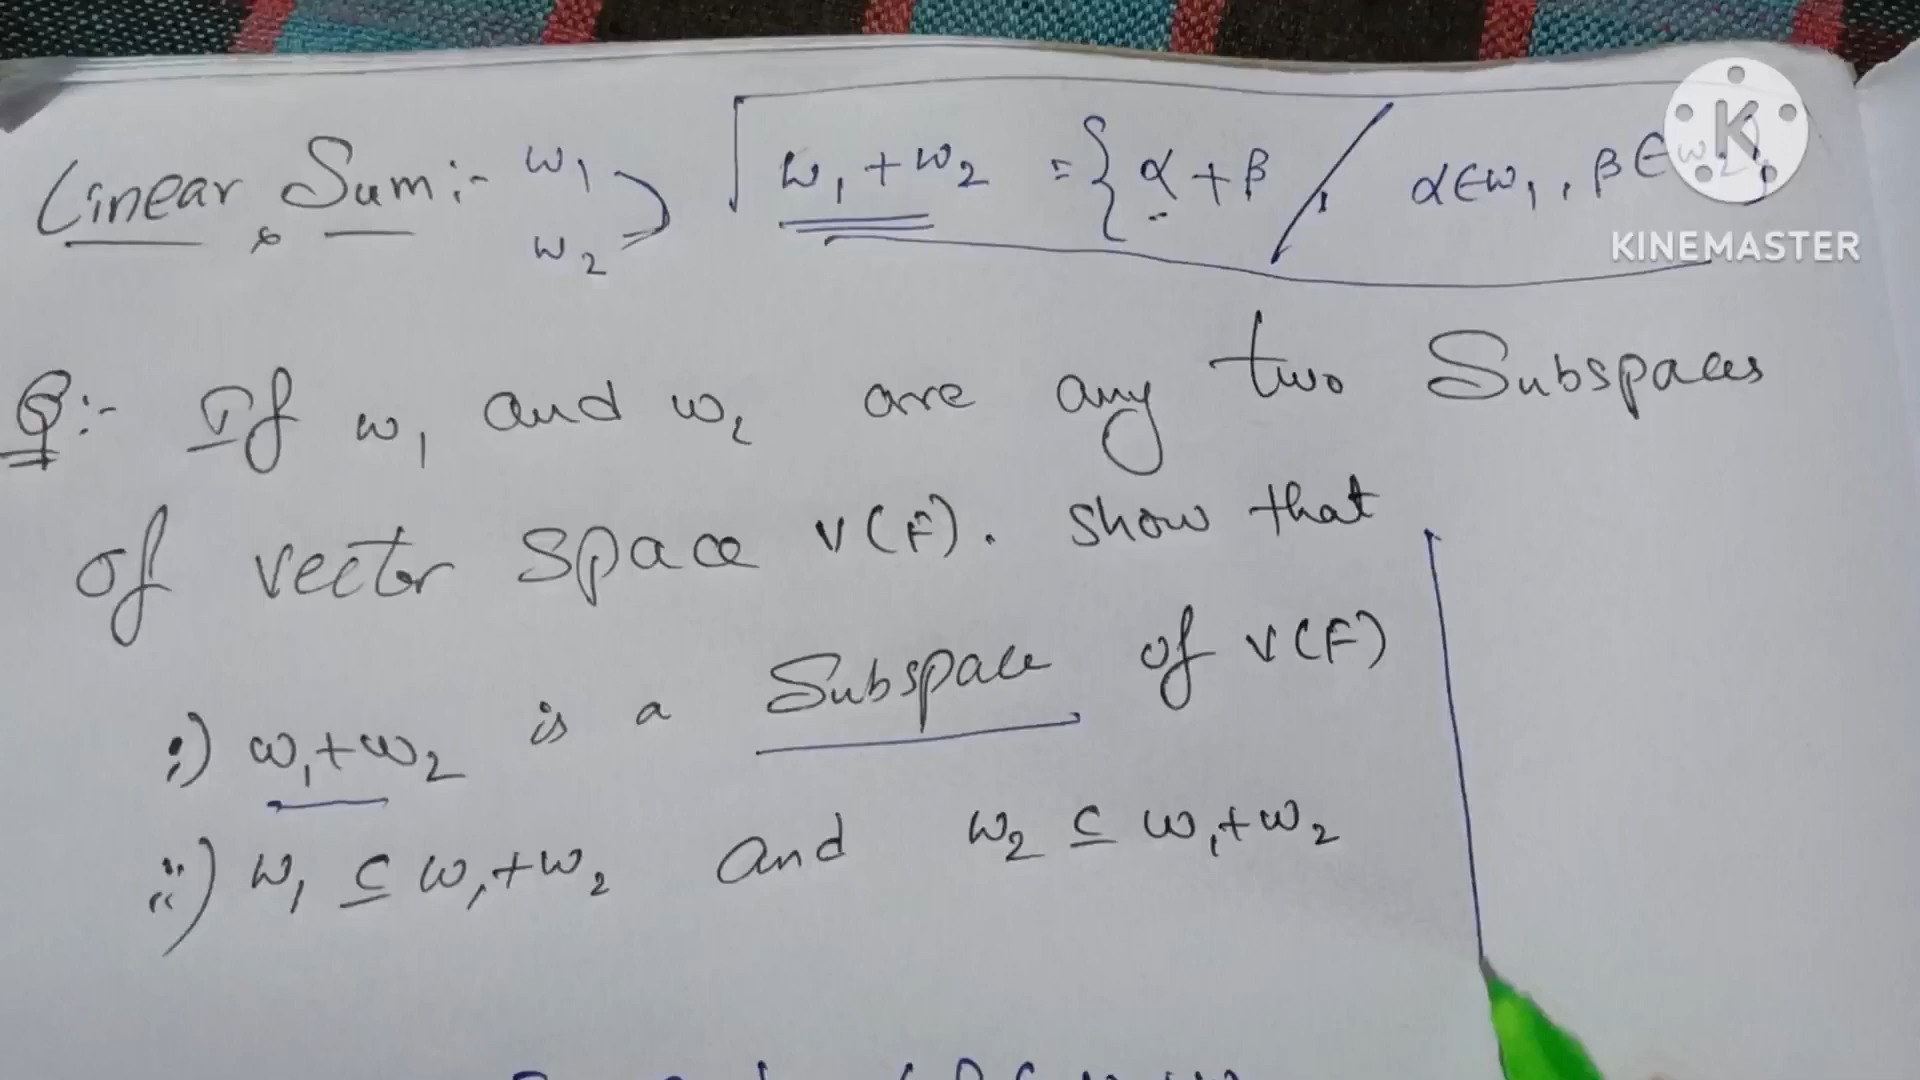 Linear Sum:- w₁ w₂ w₁ + w₂ = { α + β / α ∈ w₁, β ∈ w₂ }
K
KINEMASTER
Q:- If w₁ and w₂ are any two Subspaces
of vector space V(F). Show that
i) w₁+w₂ is a Subspace of V(F)
ii) w₁ ⊆ w₁+w₂ and w₂ ⊆ w₁+w₂